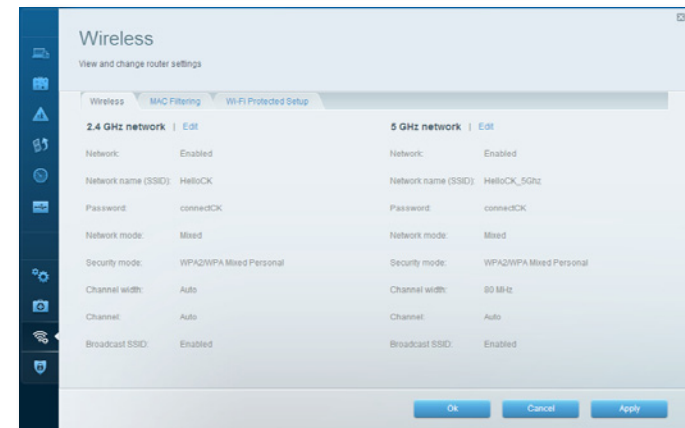 Wireless
View and change router settings
Wireless MAC Filtering Wi-Fi Protected Setup
2.4 GHz network | Edit 5 GHz network | Edit
Network: Enabled Network: Enabled
Network name (SSID): HelloCK Network name (SSID): HelloCK_5Ghz
Password: connectCK Password: connectCK
Network mode: Mixed Network mode: Mixed
Security mode: WPA2/WPA Mixed Personal Security mode: WPA2/WPA Mixed Personal
Channel width: Auto Channel width: 80 MHz
Channel: Auto Channel: Auto
Broadcast SSID: Enabled Broadcast SSID: Enabled
Ok Cancel Apply